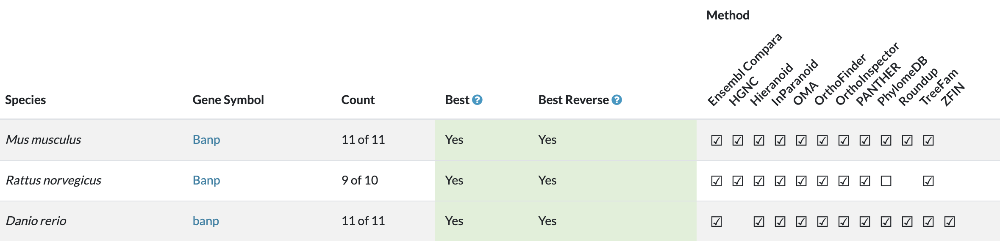 Method
Ensembl Compara
HGNC
Hieranoid
InParanoid
OMA
OrthoFinder
OrthoInspector
PANTHER
PhylomeDB
Roundup
TreeFam
ZFIN
Species Gene Symbol Count Best ? Best Reverse ?
Mus musculus Banp 11 of 11 Yes Yes ☑ ☑ ☑ ☑ ☑ ☑ ☑ ☑ ☑ ☑ ☑
Rattus norvegicus Banp 9 of 10 Yes Yes ☑ ☑ ☑ ☑ ☑ ☑ ☑ ☑ ☐ ☑
Danio rerio banp 11 of 11 Yes Yes ☑ ☑ ☑ ☑ ☑ ☑ ☑ ☑ ☑ ☑ ☑